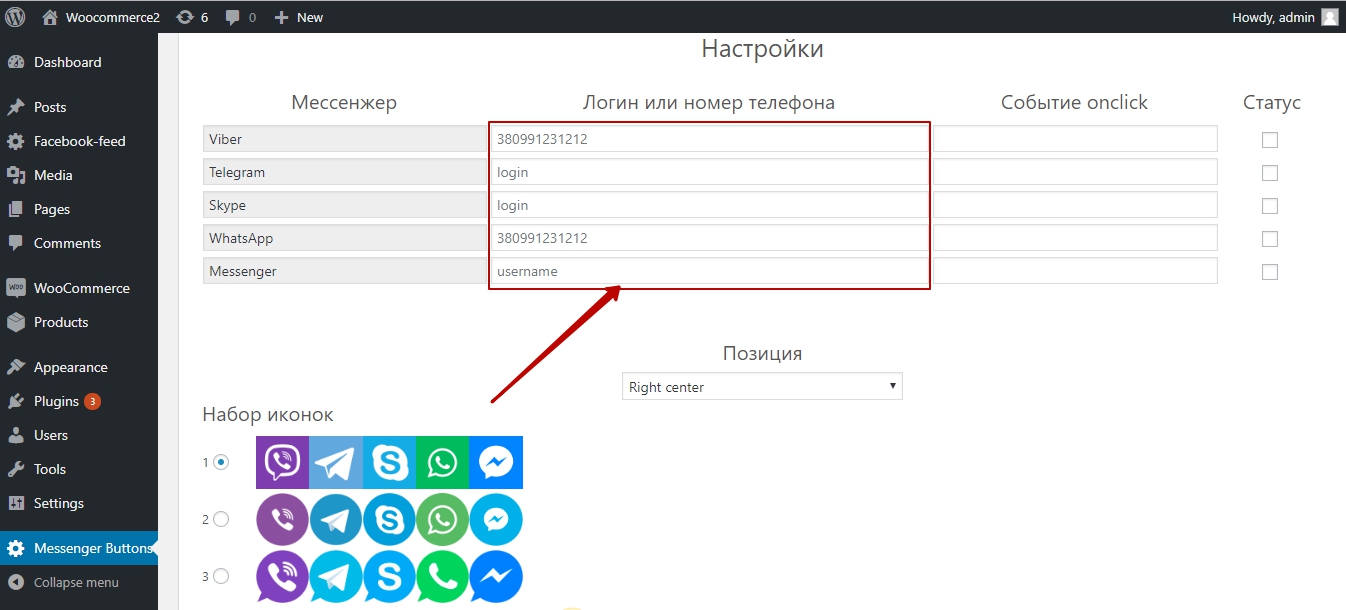 Woocommerce2 6 0 New Howdy, admin
Dashboard
Posts
Facebook-feed
Media
Pages
Comments
WooCommerce
Products
Appearance
Plugins 3
Users
Tools
Settings
Messenger Buttons
Collapse menu
Настройки
Мессенжер Логин или номер телефона Событие onclick Статус
Viber 380991231212
Telegram login
Skype login
WhatsApp 380991231212
Messenger username
Позиция
Right center
Набор иконок
1
2
3